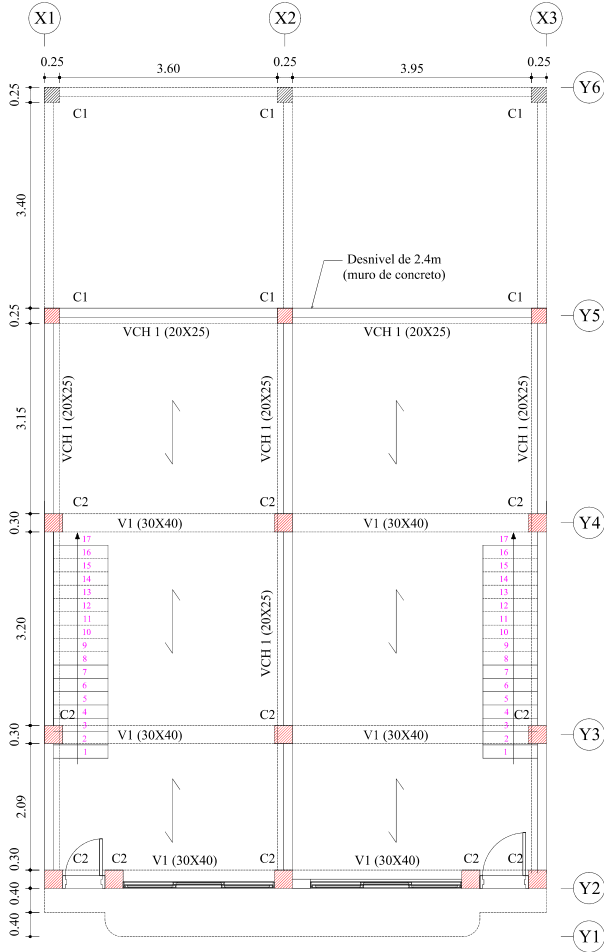 X1 X2 X3
0.25 3.60 0.25 3.95 0.25
0.25
Y6
C1 C1 C1
3.40
Desnivel de 2.4m
(muro de concreto)
C1 C1 C1
0.25
Y5
VCH 1 (20X25) VCH 1 (20X25)
3.15
VCH 1 (20X25) VCH 1 (20X25) VCH 1 (20X25)
C2 C2 C2
0.30
V1 (30X40) V1 (30X40)
Y4
17 17
16 16
15 15
14 14
13 13
12 12
11 11
10 10
9 9
8 8
7 7
6 6
5 5
4 4
3 3
2 2
1 1
3.20
VCH 1 (20X25)
C2 C2 C2
0.30
V1 (30X40) V1 (30X40)
Y3
2.09
C2 C2 V1 (30X40) C2 V1 (30X40) C2 C2
0.30
Y2
0.40
0.40
Y1